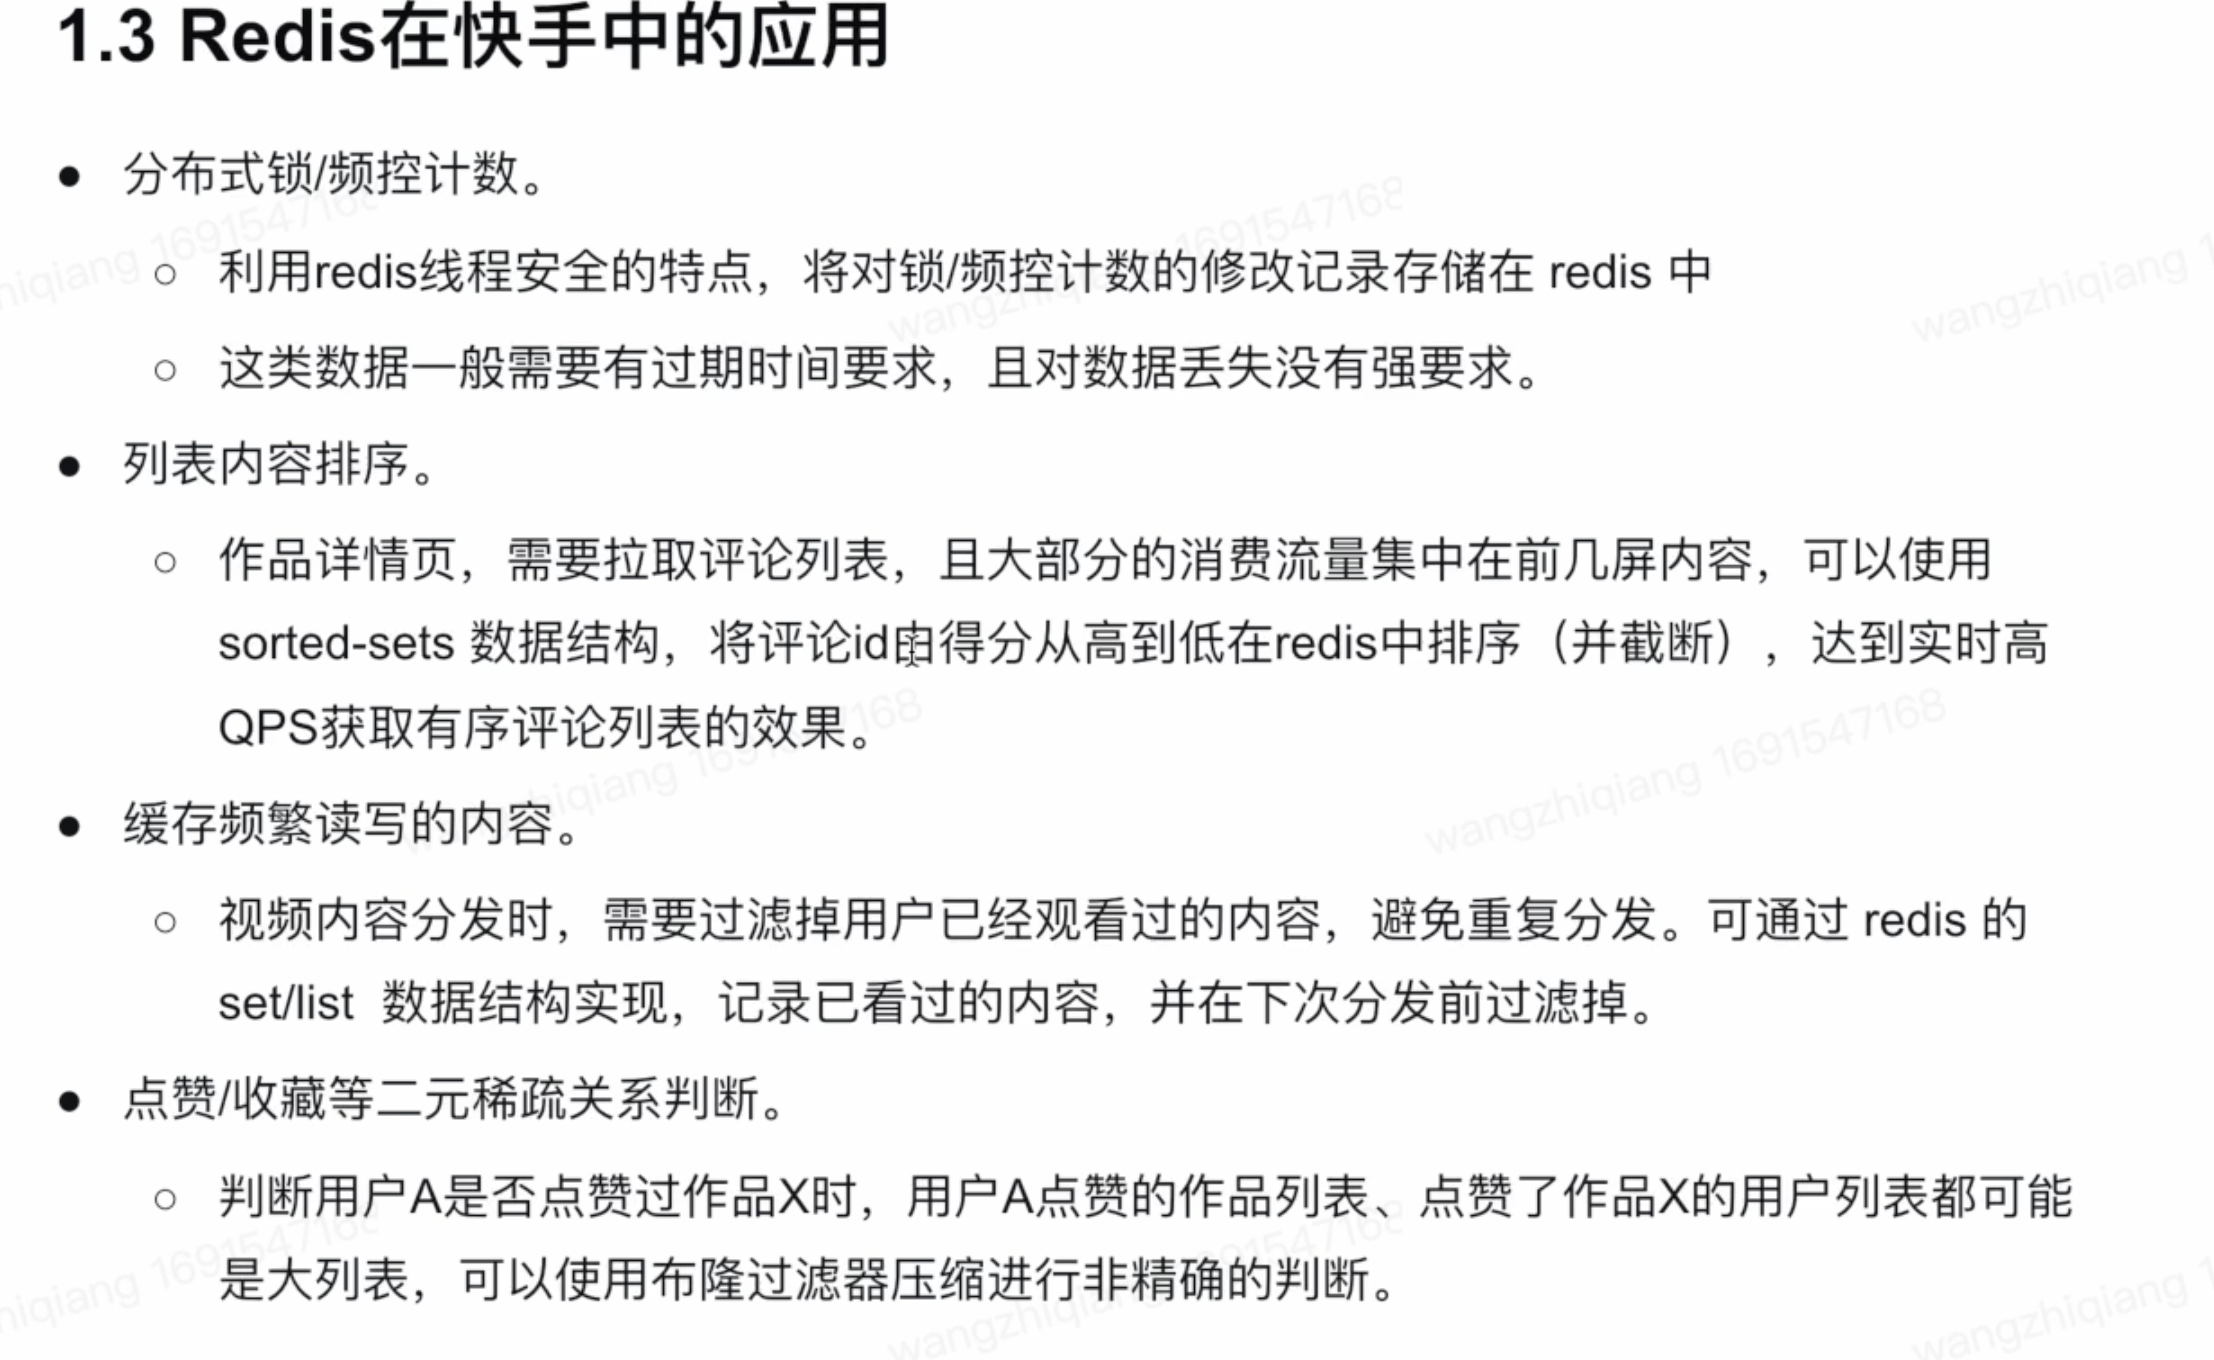 1.3 Redis在快手中的应用
● 分布式锁/频控计数。
○ 利用redis线程安全的特点，将对锁/频控计数的修改记录存储在 redis 中
○ 这类数据一般需要有过期时间要求，且对数据丢失没有强要求。
● 列表内容排序。
○ 作品详情页，需要拉取评论列表，且大部分的消费流量集中在前几屏内容，可以使用
sorted-sets 数据结构，将评论id由得分从高到低在redis中排序（并截断），达到实时高
QPS获取有序评论列表的效果。
● 缓存频繁读写的内容。
○ 视频内容分发时，需要过滤掉用户已经观看过的内容，避免重复分发。可通过 redis 的
set/list 数据结构实现，记录已看过的内容，并在下次分发前过滤掉。
● 点赞/收藏等二元稀疏关系判断。
○ 判断用户A是否点赞过作品X时，用户A点赞的作品列表、点赞了作品X的用户列表都可能
是大列表，可以使用布隆过滤器压缩进行非精确的判断。
wangzhiqiang 1691547168